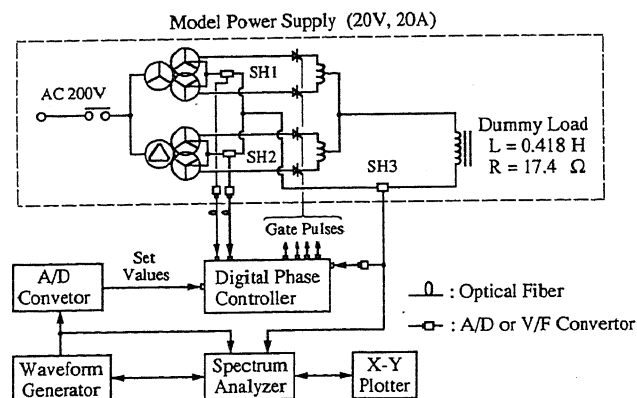 Model Power Supply (20V, 20A)
AC 200V
SH1
SH2
SH3
Dummy Load
L = 0.418 H
R = 17.4 Ω
Gate Pulses
Set
Values
A/D
Convetor
Digital Phase
Controller
: Optical Fiber
: A/D or V/F Convertor
Waveform
Generator
Spectrum
Analyzer
X-Y
Plotter